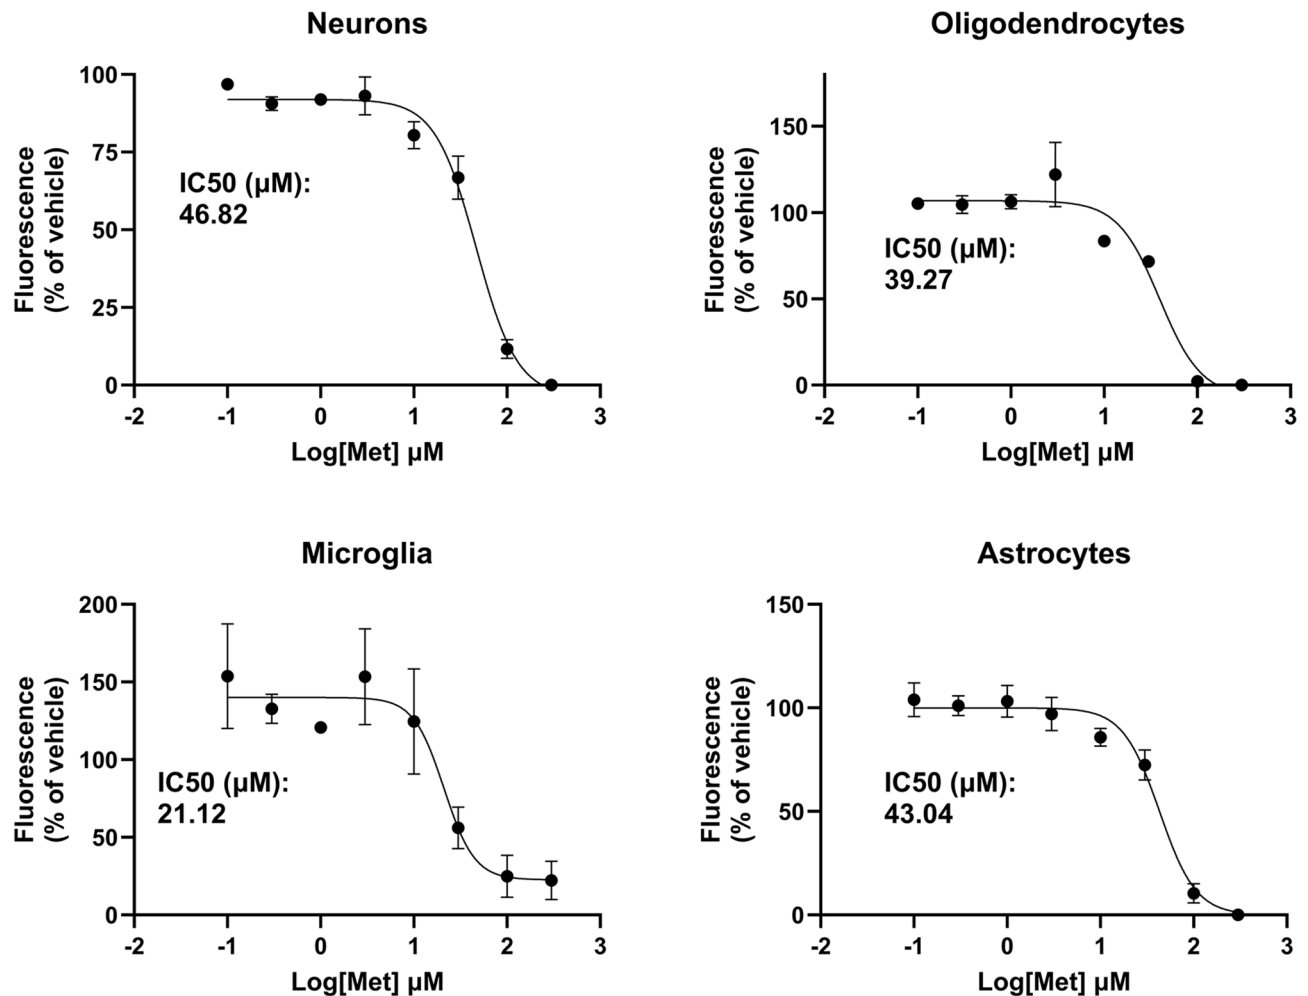 Neurons
Fluorescence
(% of vehicle)
100
75
50
25
0
IC50 (µM):
46.82
-2 -1 0 1 2 3
Log[Met] µM
Oligodendrocytes
Fluorescence
(% of vehicle)
150
100
50
0
IC50 (µM):
39.27
-2 -1 0 1 2 3
Log[Met] µM
Microglia
Fluorescence
(% of vehicle)
200
150
100
50
0
IC50 (µM):
21.12
-2 -1 0 1 2 3
Log[Met] µM
Astrocytes
Fluorescence
(% of vehicle)
150
100
50
0
IC50 (µM):
43.04
-2 -1 0 1 2 3
Log[Met] µM